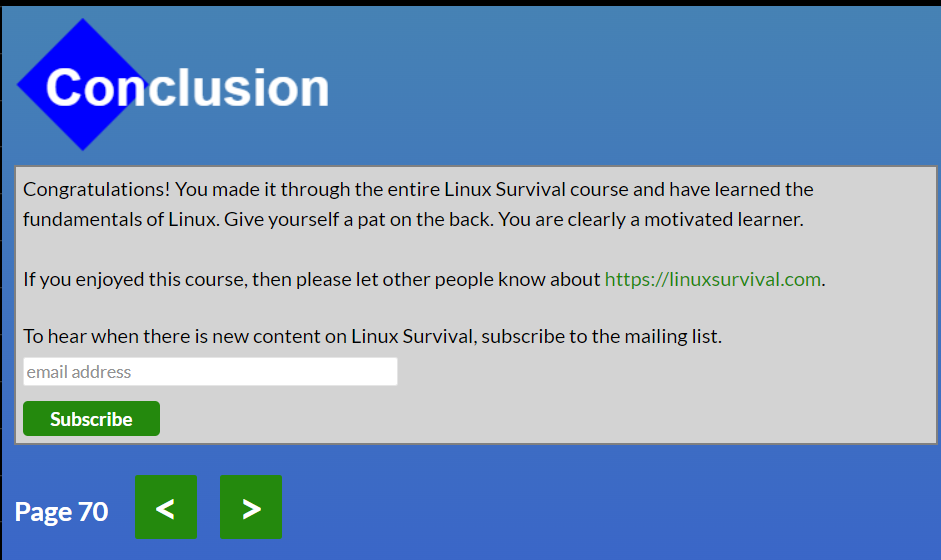 Conclusion
Congratulations! You made it through the entire Linux Survival course and have learned the
fundamentals of Linux. Give yourself a pat on the back. You are clearly a motivated learner.
If you enjoyed this course, then please let other people know about https://linuxsurvival.com.
To hear when there is new content on Linux Survival, subscribe to the mailing list.
email address
Subscribe
Page 70 < >